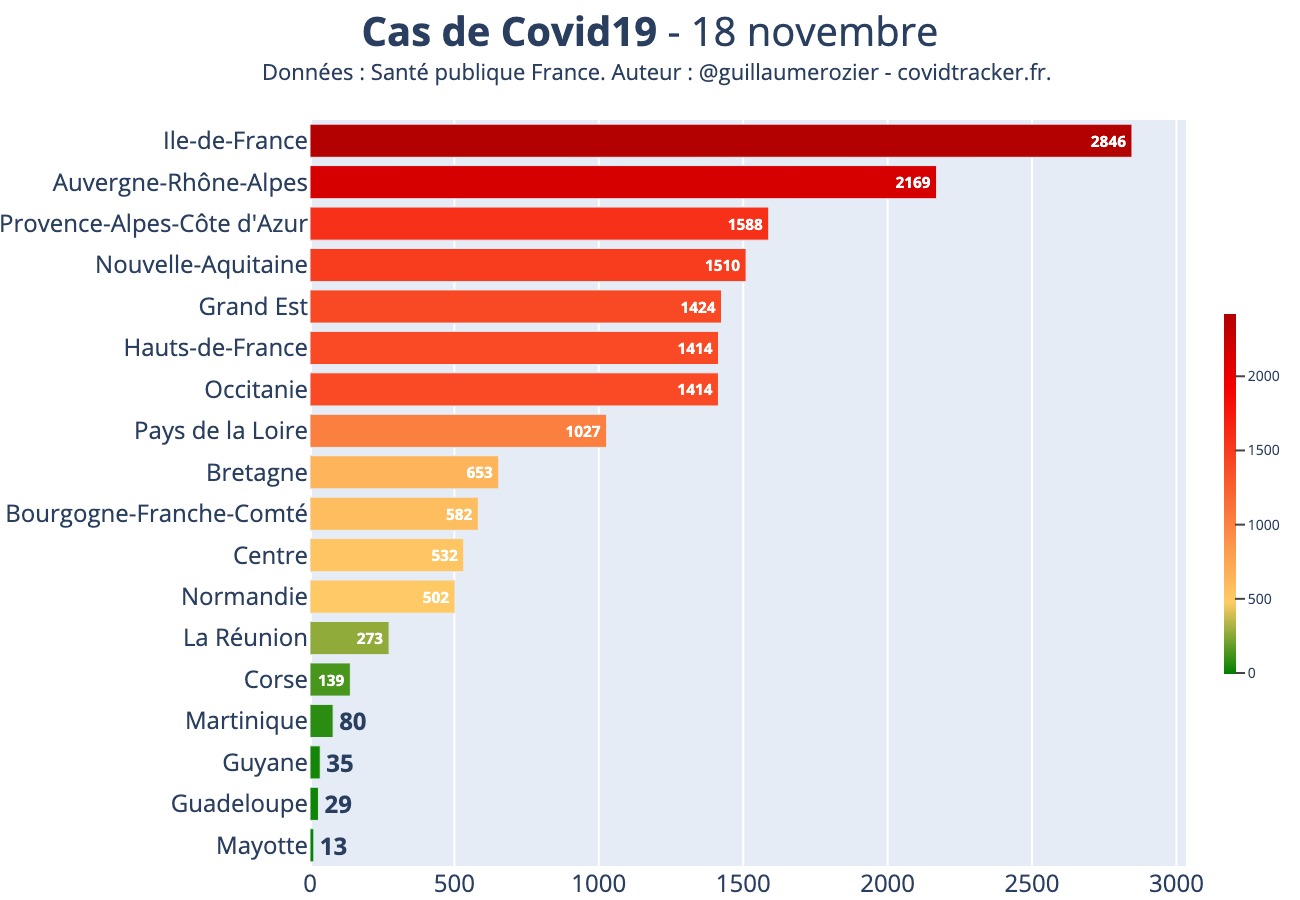 Cas de Covid19 - 18 novembre
Données : Santé publique France. Auteur : @guillaumerozier - covidtracker.fr.
Ile-de-France 2846
Auvergne-Rhône-Alpes 2169
Provence-Alpes-Côte d'Azur 1588
Nouvelle-Aquitaine 1510
Grand Est 1424
Hauts-de-France 1414
Occitanie 1414
Pays de la Loire 1027
Bretagne 653
Bourgogne-Franche-Comté 582
Centre 532
Normandie 502
La Réunion 273
Corse 139
Martinique 80
Guyane 35
Guadeloupe 29
Mayotte 13
0 500 1000 1500 2000 2500 3000
2000
1500
1000
500
0